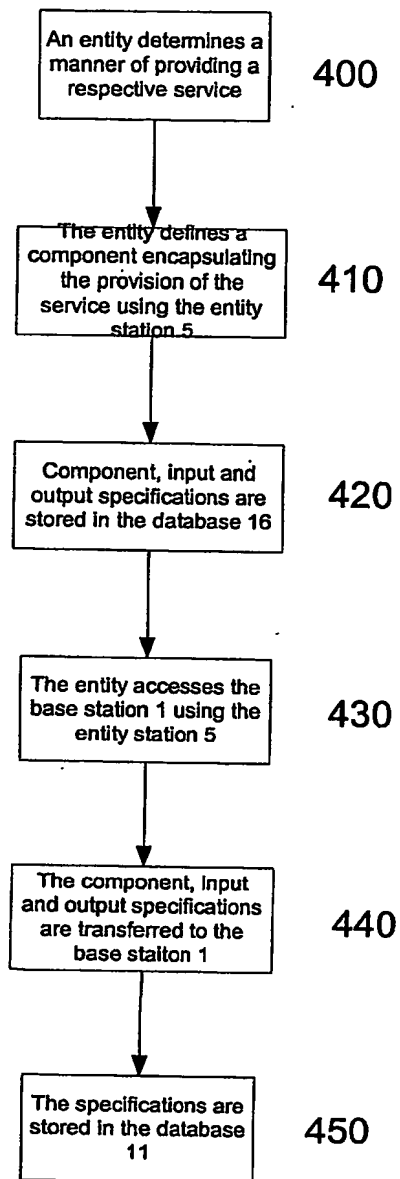 An entity determines a
manner of providing a
respective service
400
The entity defines a
component encapsulating
the provision of the
service using the entity
station 5
410
Component, input and
output specifications are
stored in the database 16
420
The entity accesses the
base station 1 using the
entity station 5
430
The component, input
and output specifications
are transferred to the
base staiton 1
440
The specifications are
stored in the database
11
450